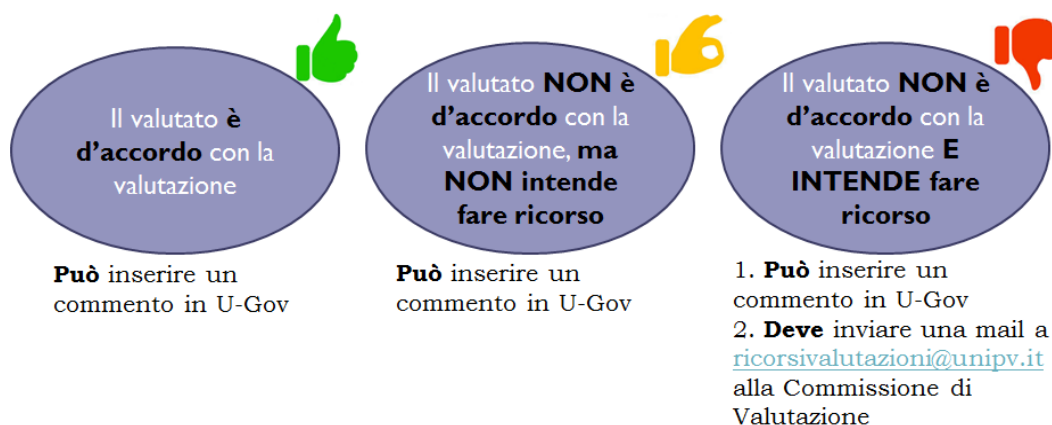 Il valutato è
d'accordo con la
valutazione
Può inserire un
commento in U-Gov
Il valutato NON è
d'accordo con la
valutazione, ma
NON intende
fare ricorso
Può inserire un
commento in U-Gov
Il valutato NON è
d'accordo con la
valutazione E
INTENDE fare
ricorso
1. Può inserire un
commento in U-Gov
2. Deve inviare una mail a
ricorsivalutazioni@unipv.it
alla Commissione di
Valutazione